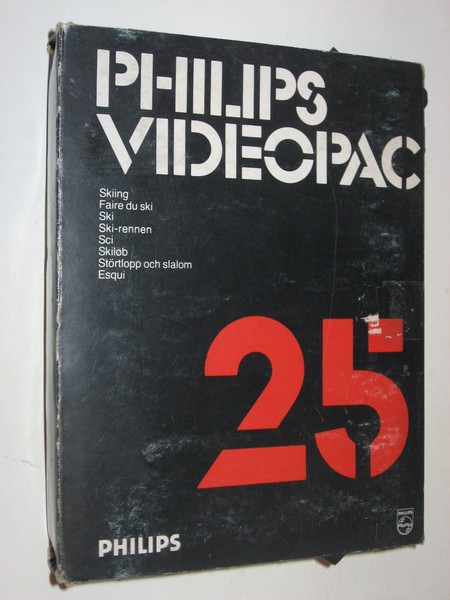 PHILIPS
VIDEOPAC
Skiing
Faire du ski
Ski
Ski-rennen
Sci
Skiløb
Störtlopp och slalom
Esqui
25
PHILIPS